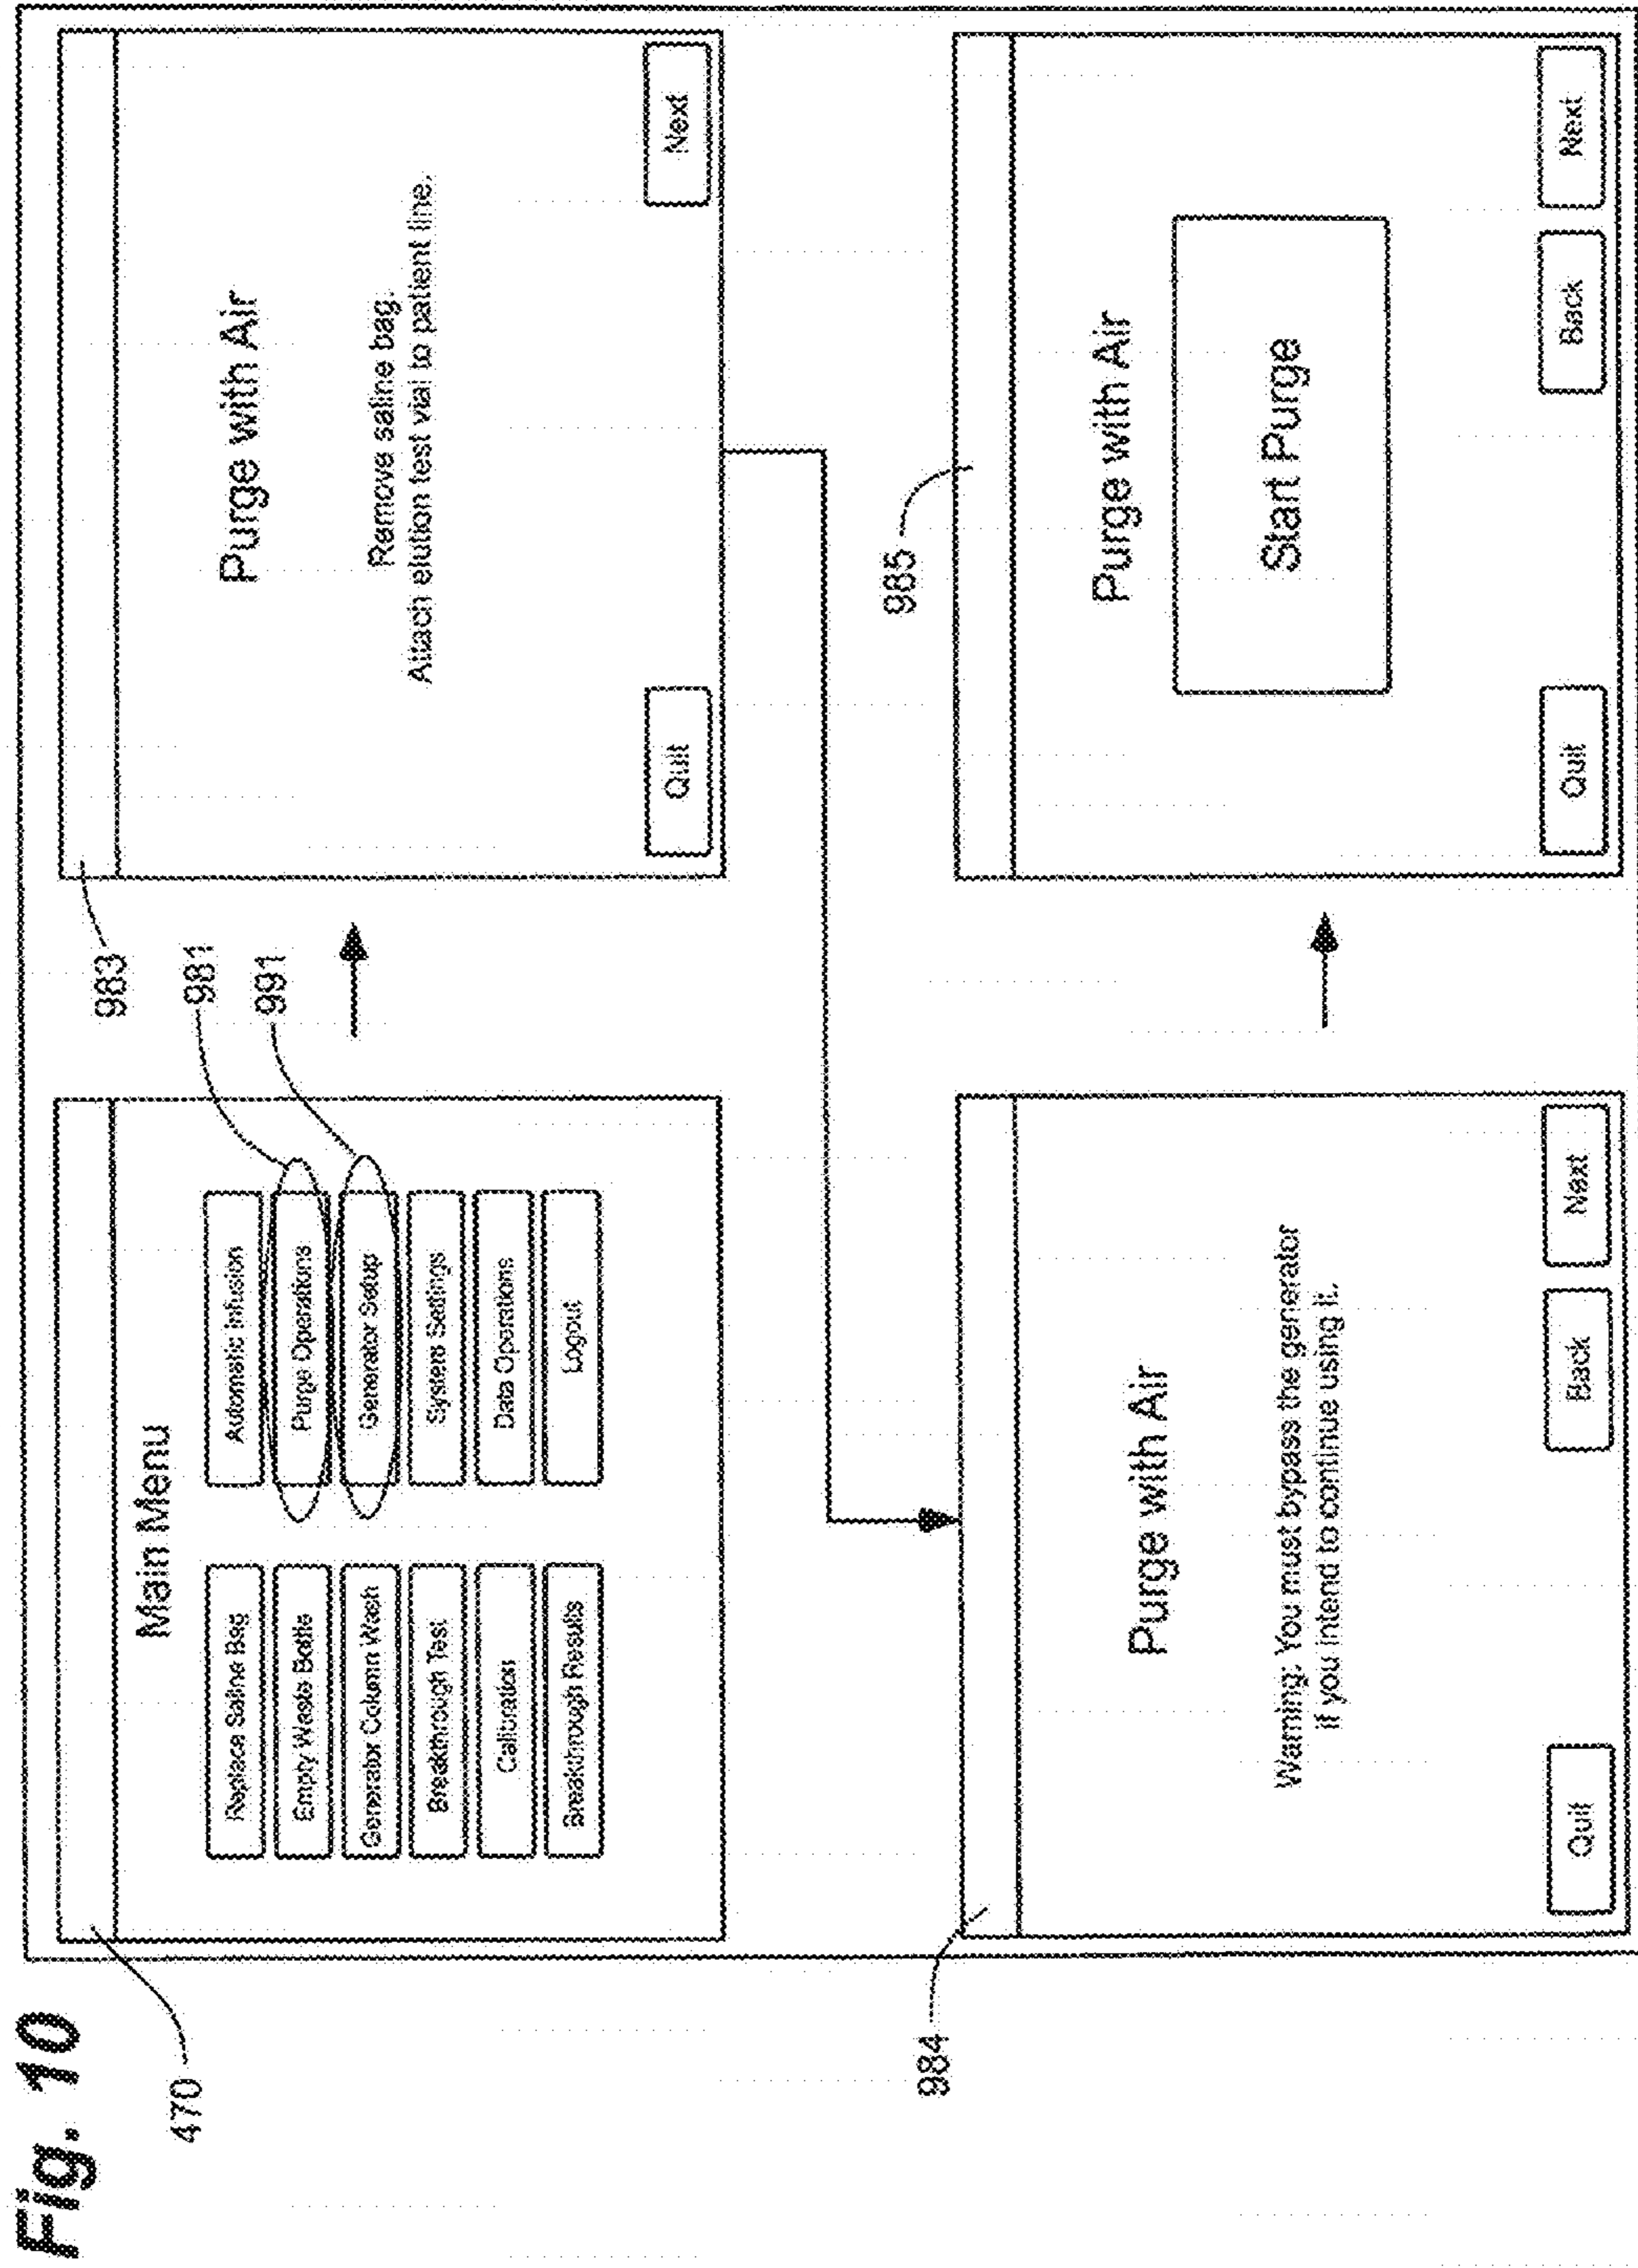 Fig. 10
470
Main Menu
Replace Saline Bag
Automatic Infusion
Empty Waste Bottle
Purge Operations
Generator Column Wash
Generator Setup
Breakthrough Test
System Settings
Calibration
Data Operations
Breakthrough Results
Logout
981
991
983
Purge with Air
Remove saline bag.
Attach elution test vial to patient line.
Quit
Next
984
Purge with Air
Warning: You must bypass the generator
if you intend to continue using it.
Quit
Back
Next
985
Purge with Air
Start Purge
Quit
Back
Next